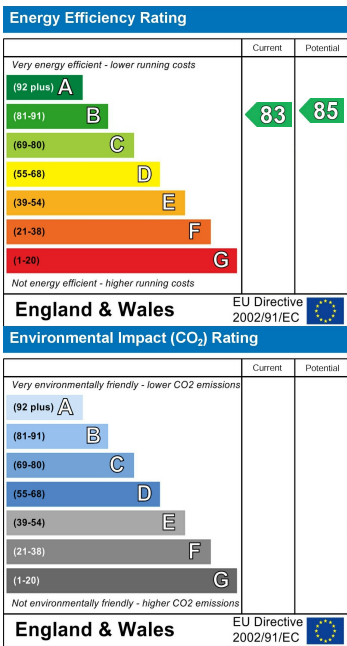 Energy Efficiency Rating
Current Potential
Very energy efficient - lower running costs
(92 plus) A
(81-91) B 83 85
(69-80) C
(55-68) D
(39-54) E
(21-38) F
(1-20) G
Not energy efficient - higher running costs
England & Wales EU Directive
2002/91/EC
Environmental Impact (CO₂) Rating
Current Potential
Very environmentally friendly - lower CO2 emissions
(92 plus) A
(81-91) B
(69-80) C
(55-68) D
(39-54) E
(21-38) F
(1-20) G
Not environmentally friendly - higher CO2 emissions
England & Wales EU Directive
2002/91/EC